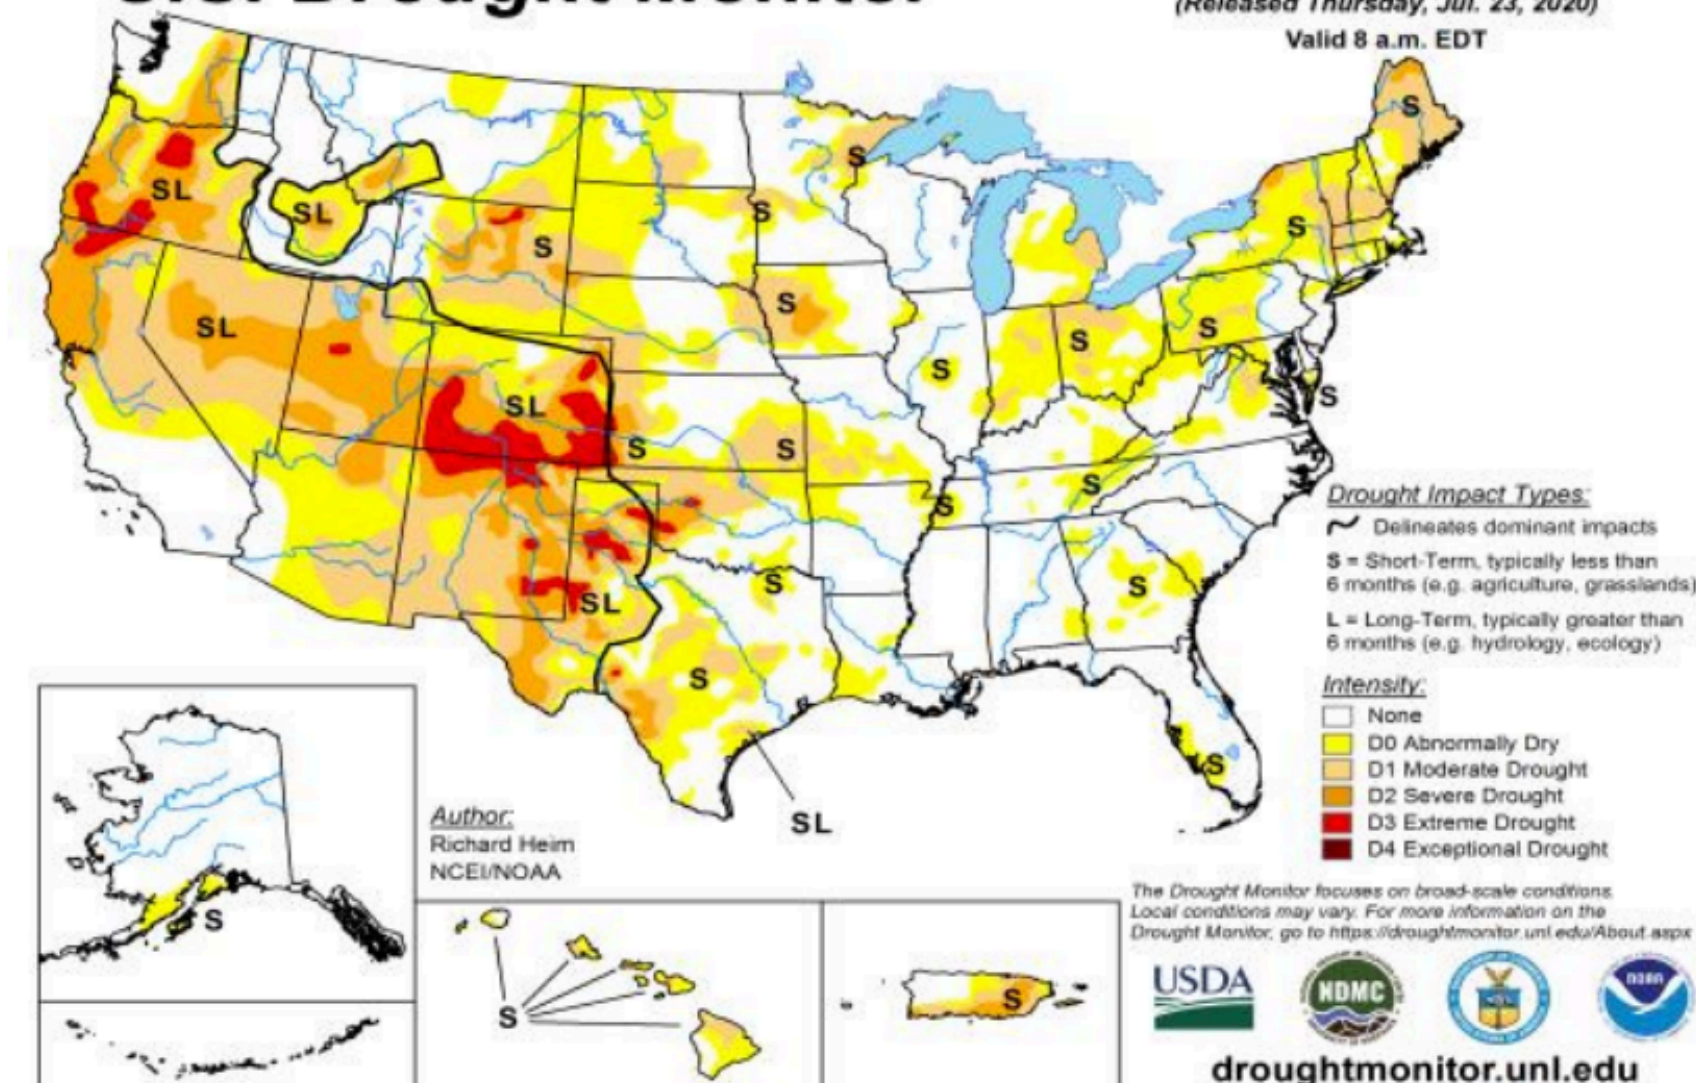 U.S. Drought Monitor
(Released Thursday, Jul. 23, 2020)
Valid 8 a.m. EDT
S
S
SL
SL
S
S
S
S
SL
S
S
S
S
SL
S
S
S
S
S
S
S
SL
S
S
SL
Drought Impact Types:
Delineates dominant impacts
S = Short-Term, typically less than
6 months (e.g. agriculture, grasslands)
L = Long-Term, typically greater than
6 months (e.g. hydrology, ecology)
Intensity:
None
D0 Abnormally Dry
D1 Moderate Drought
D2 Severe Drought
D3 Extreme Drought
D4 Exceptional Drought
Author:
Richard Heim
NCEI/NOAA
S
S
S
The Drought Monitor focuses on broad-scale conditions.
Local conditions may vary. For more information on the
Drought Monitor, go to https://droughtmonitor.unl.edu/About.aspx
USDA
NDMC
NOAA
droughtmonitor.unl.edu